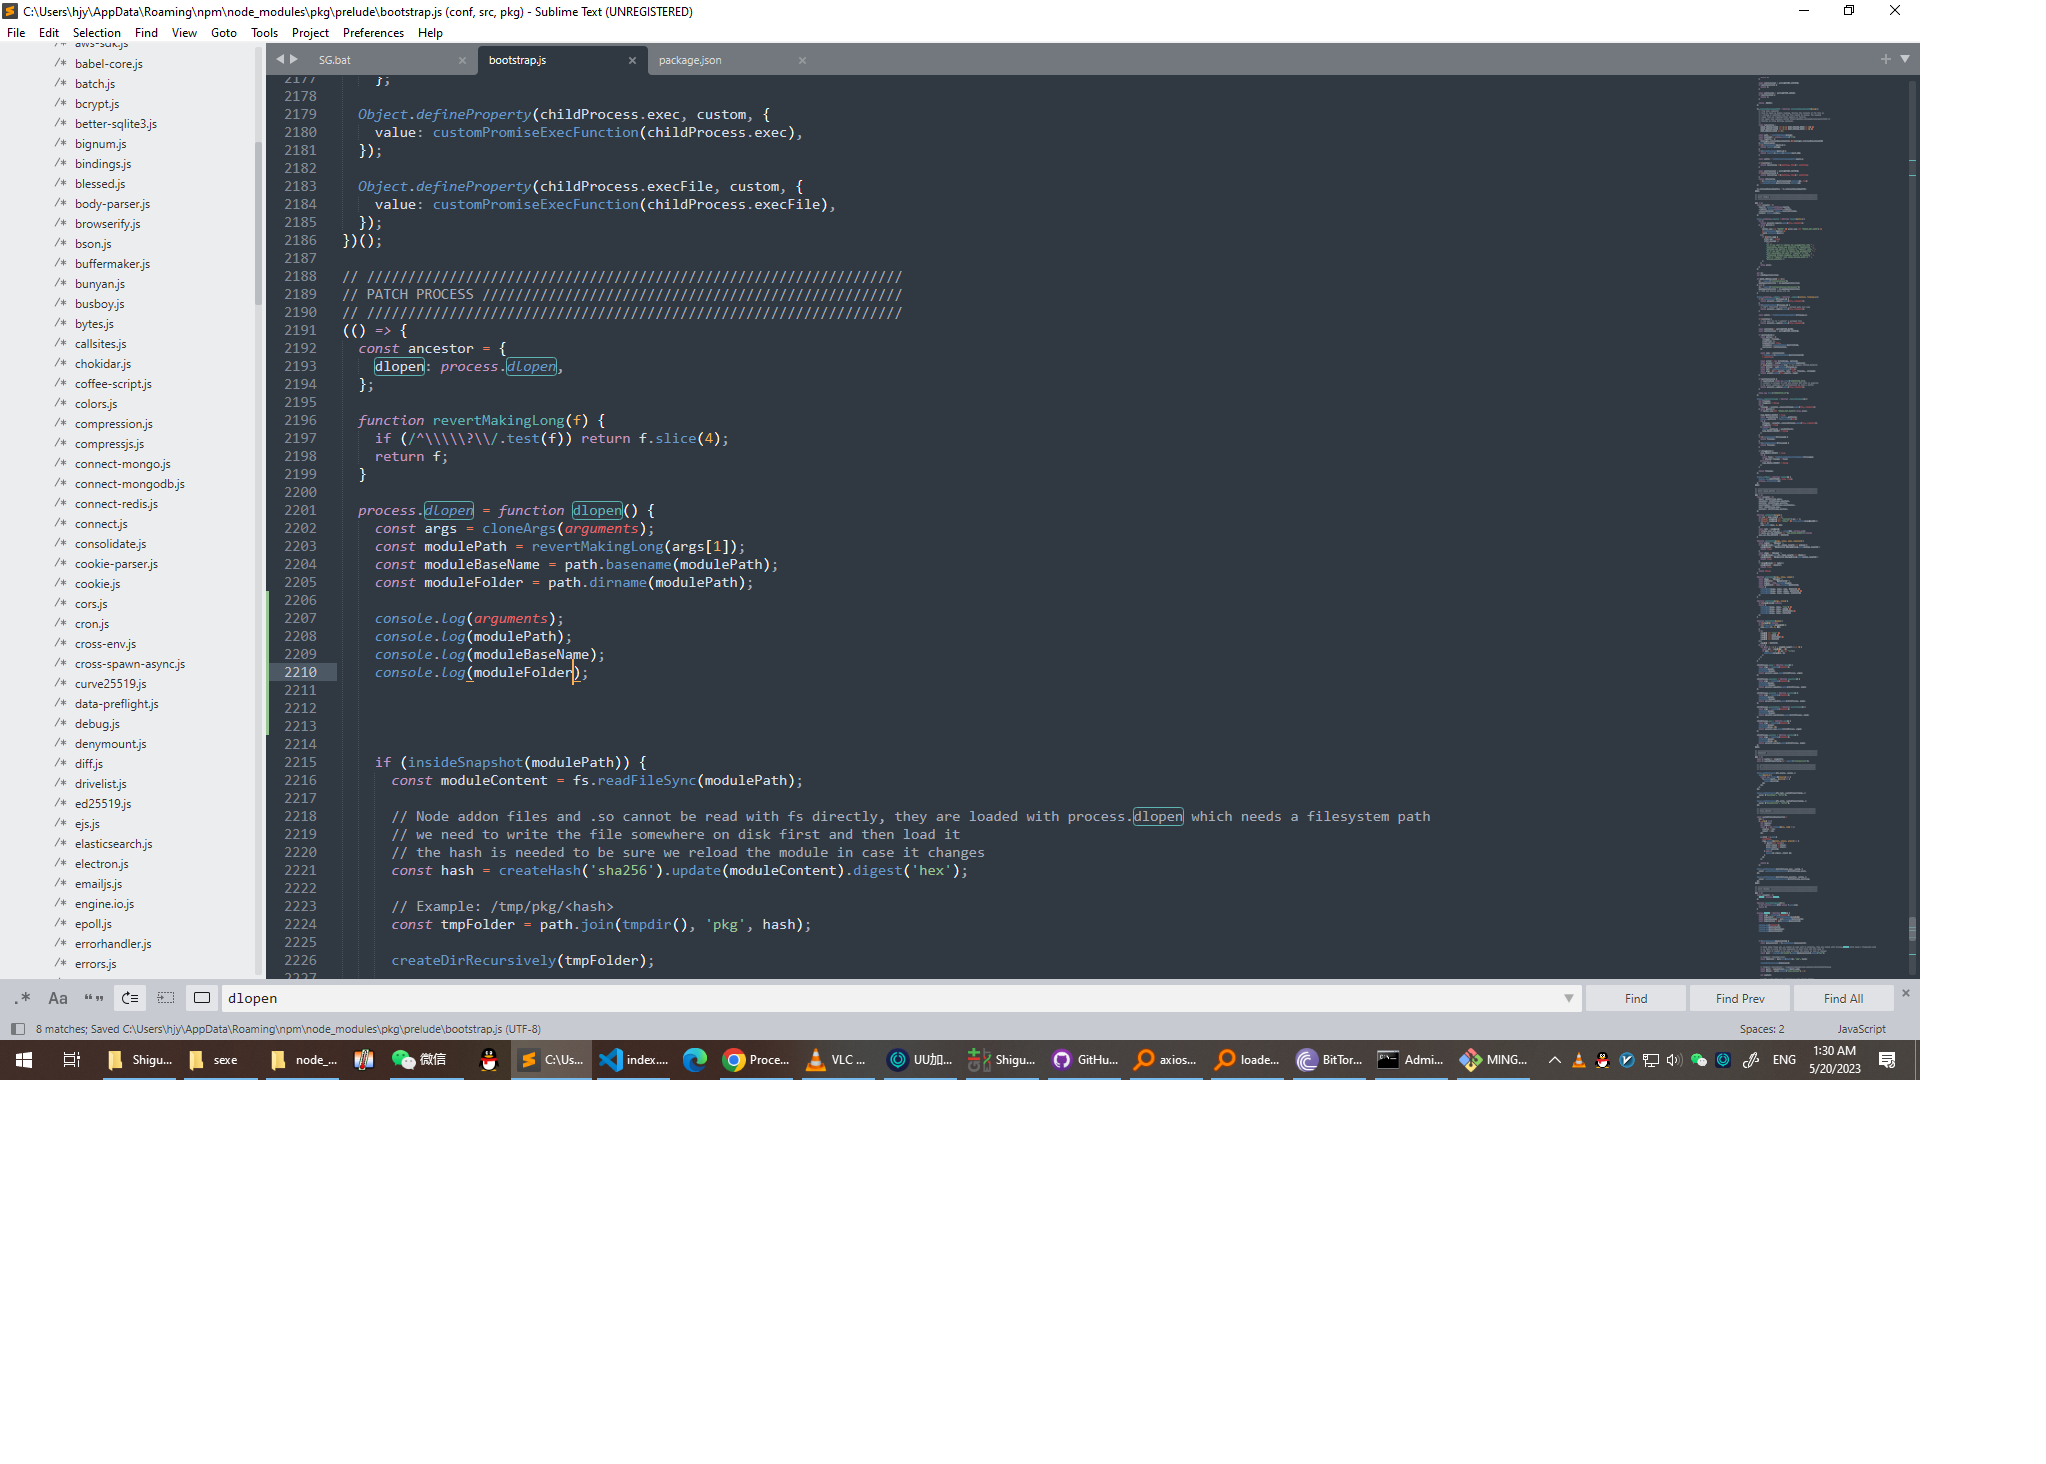 C:\Users\hjy\AppData\Roaming\npm\node_modules\pkg\prelude\bootstrap.js (conf, src, pkg) - Sublime Text (UNREGISTERED)
File Edit Selection Find View Goto Tools Project Preferences Help
/* aws-sdk.js
/* babel-core.js
/* batch.js
/* bcrypt.js
/* better-sqlite3.js
/* bignum.js
/* bindings.js
/* blessed.js
/* body-parser.js
/* browserify.js
/* bson.js
/* buffermaker.js
/* bunyan.js
/* busboy.js
/* bytes.js
/* callsites.js
/* chokidar.js
/* coffee-script.js
/* colors.js
/* compression.js
/* compressjs.js
/* connect-mongo.js
/* connect-mongodb.js
/* connect-redis.js
/* connect.js
/* consolidate.js
/* cookie-parser.js
/* cookie.js
/* cors.js
/* cron.js
/* cross-env.js
/* cross-spawn-async.js
/* curve25519.js
/* data-preflight.js
/* debug.js
/* denymount.js
/* diff.js
/* drivelist.js
/* ed25519.js
/* ejs.js
/* elasticsearch.js
/* electron.js
/* emailjs.js
/* engine.io.js
/* epoll.js
/* errorhandler.js
/* errors.js
SG.bat bootstrap.js package.json
2177 };
2178
2179 Object.defineProperty(childProcess.exec, custom, {
2180 value: customPromiseExecFunction(childProcess.exec),
2181 });
2182
2183 Object.defineProperty(childProcess.execFile, custom, {
2184 value: customPromiseExecFunction(childProcess.execFile),
2185 });
2186 })();
2187
2188 // /////////////////////////////////////////////////////////////////
2189 // PATCH PROCESS ///////////////////////////////////////////////////
2190 // /////////////////////////////////////////////////////////////////
2191 (() => {
2192 const ancestor = {
2193 dlopen: process.dlopen,
2194 };
2195
2196 function revertMakingLong(f) {
2197 if (/^\\\\\?\\/.test(f)) return f.slice(4);
2198 return f;
2199 }
2200
2201 process.dlopen = function dlopen() {
2202 const args = cloneArgs(arguments);
2203 const modulePath = revertMakingLong(args[1]);
2204 const moduleBaseName = path.basename(modulePath);
2205 const moduleFolder = path.dirname(modulePath);
2206
2207 console.log(arguments);
2208 console.log(modulePath);
2209 console.log(moduleBaseName);
2210 console.log(moduleFolder);
2211
2212
2213
2214
2215 if (insideSnapshot(modulePath)) {
2216 const moduleContent = fs.readFileSync(modulePath);
2217
2218 // Node addon files and .so cannot be read with fs directly, they are loaded with process.dlopen which needs a filesystem path
2219 // we need to write the file somewhere on disk first and then load it
2220 // the hash is needed to be sure we reload the module in case it changes
2221 const hash = createHash('sha256').update(moduleContent).digest('hex');
2222
2223 // Example: /tmp/pkg/<hash>
2224 const tmpFolder = path.join(tmpdir(), 'pkg', hash);
2225
2226 createDirRecursively(tmpFolder);
2227
.* Aa “” dlopen Find Find Prev Find All
8 matches; Saved C:\Users\hjy\AppData\Roaming\npm\node_modules\pkg\prelude\bootstrap.js (UTF-8) Spaces: 2 JavaScript
Shigu... sexe node_... 微信 C:\Us... index.... Proce... VLC ... UU加... Shigu... GitHu... axios... loade... BitTor... Admi... MING... ENG 1:30 AM
5/20/2023